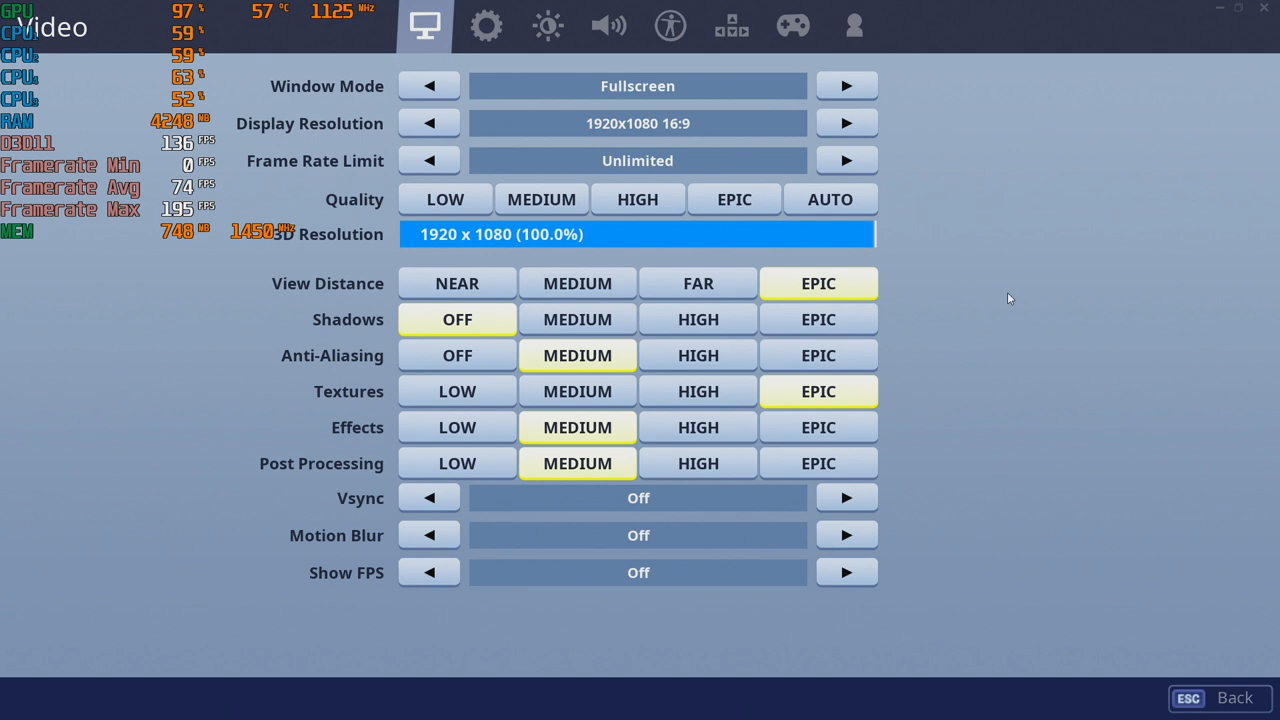 Video
GPU 97 % 57 °C 1125 MHz
CPU1 59 %
CPU2 59 %
63 %
52 %
RAM 4248 MB
D3D11 136 FPS
Framerate Min 0 FPS
Framerate Avg 74 FPS
Framerate Max 195 FPS
MEM 748 MB 1450 MHz
Window Mode Fullscreen
Display Resolution 1920x1080 16:9
Frame Rate Limit Unlimited
Quality LOW MEDIUM HIGH EPIC AUTO
3D Resolution 1920 x 1080 (100.0%)
View Distance NEAR MEDIUM FAR EPIC
Shadows OFF MEDIUM HIGH EPIC
Anti-Aliasing OFF MEDIUM HIGH EPIC
Textures LOW MEDIUM HIGH EPIC
Effects LOW MEDIUM HIGH EPIC
Post Processing LOW MEDIUM HIGH EPIC
Vsync Off
Motion Blur Off
Show FPS Off
ESC Back